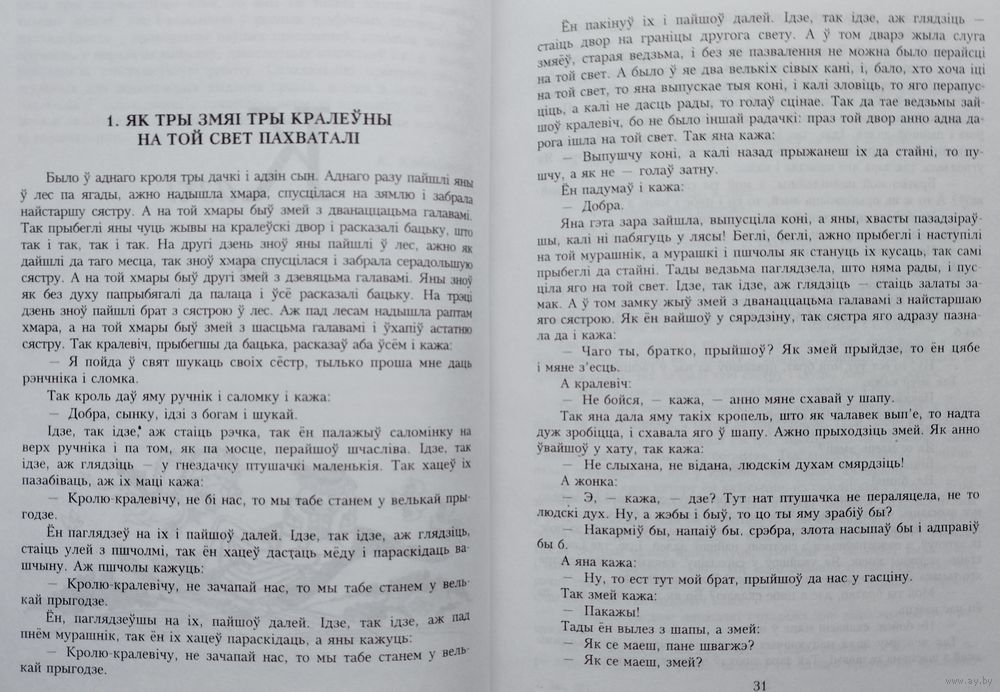 1. ЯК ТРЫ ЗМЯІ ТРЫ КРАЛЕЎНЫ
НА ТОЙ СВЕТ ПАХВАТАЛІ
Было ў аднаго кроля тры дачкі і адзін сын. Аднаго разу пайшлі яны
ў лес па ягады, ажно надышла хмара, спусцілася на зямлю і забрала
найстаршу сястру. А на той хмары быў змей з дванаццацьма галавамі.
Так прыбеглі яны чуць жывы на кралеўскі двор і расказалі бацьку, што
так і так, так і так. На другі дзень зноў яны пайшлі ў лес, ажно як
дайшлі да таго месца, так зноў хмара спусцілася і забрала серадольшую
сястру. А на той хмары быў другі змей з дзевяцьма галавамі. Яны зноў
як без духу папрыбягалі да палаца і ўсё расказалі бацьку. На трэці
дзень зноў пайшлі брат з сястрою ў лес. Аж пад лесам надышла раптам
хмара, а на той хмары быў змей з шасцьма галавамі і ўхапіў астатню
сястру. Так кралевіч, прыбегшы да бацька, расказаў аба ўсём і кажа:
— Я пойда ў свят шукаць своіх сёстр, тылько проша мне даць
рэнчніка і сломка.
Так кроль даў яму ручнік і саломку і кажа:
— Добра, сынку, ідзі з богам і шукай.
Ідзе, так ідзе, аж стаіць рэчка, так ён палажыў саломінку на
верх ручніка і па том, як па мосце, перайшоў шчасліва. Ідзе, так
ідзе, аж глядзіць — у гнездачку птушачкі маленькія. Так хацеў іх
пазабіваць, аж іх маці кажа:
— Кролю-кралевічу, не бі нас, то мы табе станем у велькай пры-
годзе.
Ён паглядзеў на іх і пайшоў далей. Ідзе, так ідзе, аж глядзіць,
стаіць улей з пшчолмі, так ён хацеў дастаць мёду і параскідаць ва-
шчыну. Аж пшчолы кажуць:
— Кролю-кралевічу, не зачапай нас, то мы табе станем у вель-
кай прыгодзе.
Ён, паглядзеўшы на іх, пайшоў далей. Ідзе, так ідзе, аж пад
пнём мурашнік, так ён іх хацеў параскідаць, а яны кажуць:
— Кролю-кралевічу, не зачапай нас, то мы табе станем у вель-
кай прыгодзе.
Ён пакінуў іх і пайшоў далей. Ідзе, так ідзе, аж глядзіць —
стаіць двор на граніцы другога свету. А ў том дварэ жыла слуга
змяёў, старая ведзьма, і без яе пазвалення не можна было перайсці
на той свет. А было ў яе два велькіх сівых кані, і, бало, хто хоча іці
на той свет, то яна выпускае тыя коні, і калі зловіць, то яго перапус-
ціць, а калі не дасць рады, то голаў сцінае. Так да тае ведзьмы зай-
шоў кралевіч, бо не было іншай радачкі: праз той двор анно адна да-
рога ішла на той свет. Так яна кажа:
— Выпушчу коні, а калі назад прыжанеш іх да стайні, то пу-
шчу, а як не — голаў затну.
Ён падумаў і кажа:
— Добра.
Яна гэта зара зайшла, выпусціла коні, а яны, хвасты пазадзіраў-
шы, калі ні пабягуць у лясы! Беглі, беглі, ажно прыбеглі і наступілі
на той мурашнік, а мурашкі і пшчолы як стануць іх кусаць, так самі
прыбеглі да стайні. Тады ведзьма паглядзела, што няма рады, і пус-
ціла яго на той свет. Ідзе, так ідзе, аж глядзіць — стаіць залаты за-
мак. А ў том замку жыў змей з дванаццацьма галавамі з найстаршаю
яго сястрою. Як ён вайшоў у сярэдзіну, так сястра яго адразу пазна-
ла да і кажа:
— Чаго ты, братко, прыйшоў? Як змей прыйдзе, то ён цябе
і мяне з'есць.
А кралевіч:
— Не бойся, — кажа, — анно мяне схавай у шапу.
Так яна дала яму такіх кропель, што як чалавек вып'е, то надта
дуж зробіцца, і схавала яго ў шапу. Ажно прыходзіць змей. Як анно
ўвайшоў у хату, так кажа:
— Не слыхана, не відана, людскім духам смярдзіць!
А жонка:
— Э, — кажа, — дзе? Тут нат птушачка не пераляцела, не то
людскі дух. Ну, а жэбы і быў, то цо ты яму зрабіў бы?
— Накарміў бы, напаіў бы, срэбра, злота насыпаў бы і адправіў
бы б.
А яна кажа:
— Ну, то ест тут мой брат, прыйшоў да нас у гасціну.
Так змей кажа:
— Пакажы!
Тады ён вылез з шапы, а змей:
— Як се маеш, пане швагжэ?
— Як се маеш, змей?
31
www.ay.by